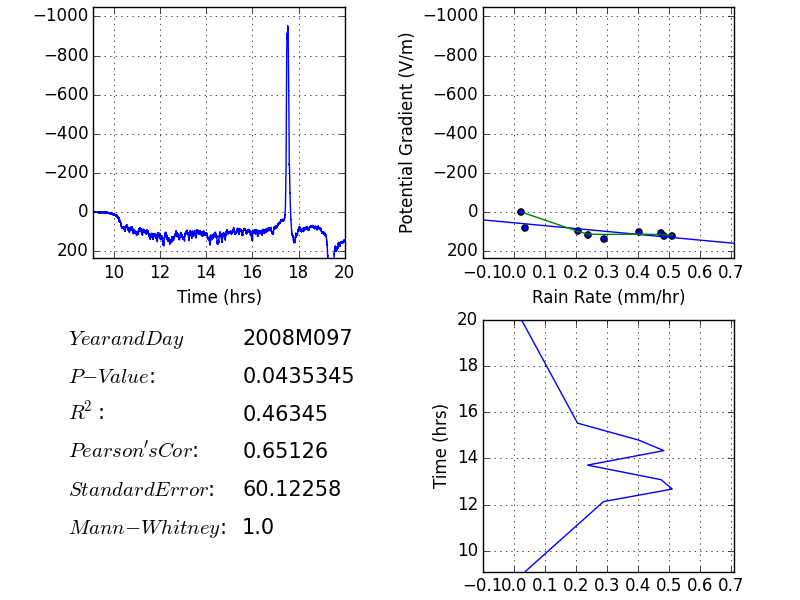 −1000
−800
−600
−400
−200
0
200
10 12 14 16 18 20
Time (hrs)
Potential Gradient (V/m)
−1000
−800
−600
−400
−200
0
200
−0.1 0.0 0.1 0.2 0.3 0.4 0.5 0.6 0.7
Rain Rate (mm/hr)
YearandDay 2008M097
P−Value: 0.0435345
R²: 0.46345
Pearson'sCor: 0.65126
StandardError: 60.12258
Mann−Whitney: 1.0
Time (hrs)
20
18
16
14
12
10
−0.1 0.0 0.1 0.2 0.3 0.4 0.5 0.6 0.7